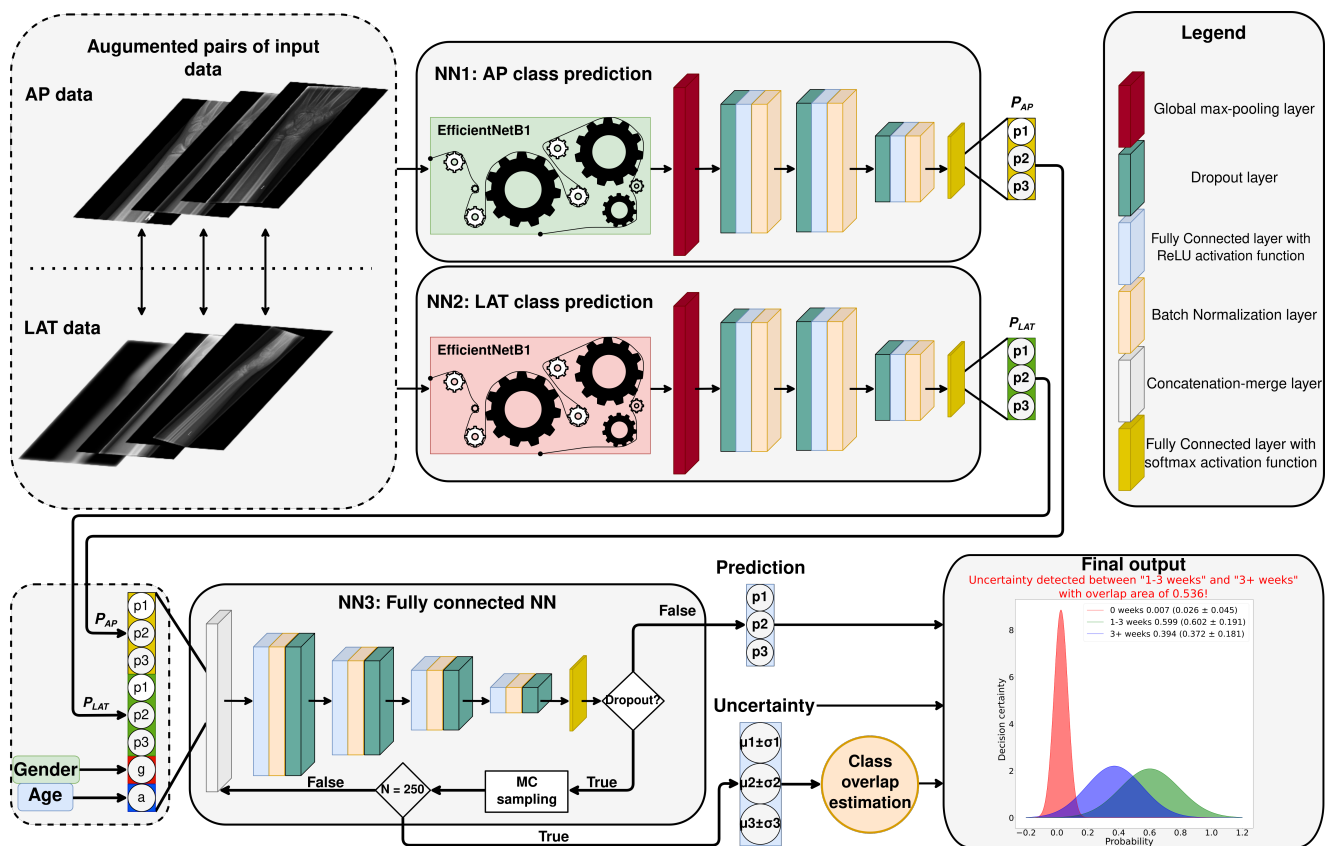 Augumented pairs of input
data
AP data
LAT data
NN1: AP class prediction
EfficientNetB1
P_AP
p1
p2
p3
NN2: LAT class prediction
EfficientNetB1
P_LAT
p1
p2
p3
Legend
Global max-pooling layer
Dropout layer
Fully Connected layer with
ReLU activation function
Batch Normalization layer
Concatenation-merge layer
Fully Connected layer with
softmax activation function
P_AP
P_LAT
Gender
Age
p1
p2
p3
p1
p2
p3
g
a
NN3: Fully connected NN
Dropout?
False
True
MC
sampling
N = 250
False
True
Prediction
p1
p2
p3
Uncertainty
μ1±σ1
μ2±σ2
μ3±σ3
Class
overlap
estimation
Final output
Uncertainty detected between "1-3 weeks" and "3+ weeks"
with overlap area of 0.536!
0 weeks 0.007 (0.026 ± 0.045)
1-3 weeks 0.599 (0.602 ± 0.191)
3+ weeks 0.394 (0.372 ± 0.181)
Decision certainty
8
6
4
2
0
−0.2 0.0 0.2 0.4 0.6 0.8 1.0 1.2
Probability